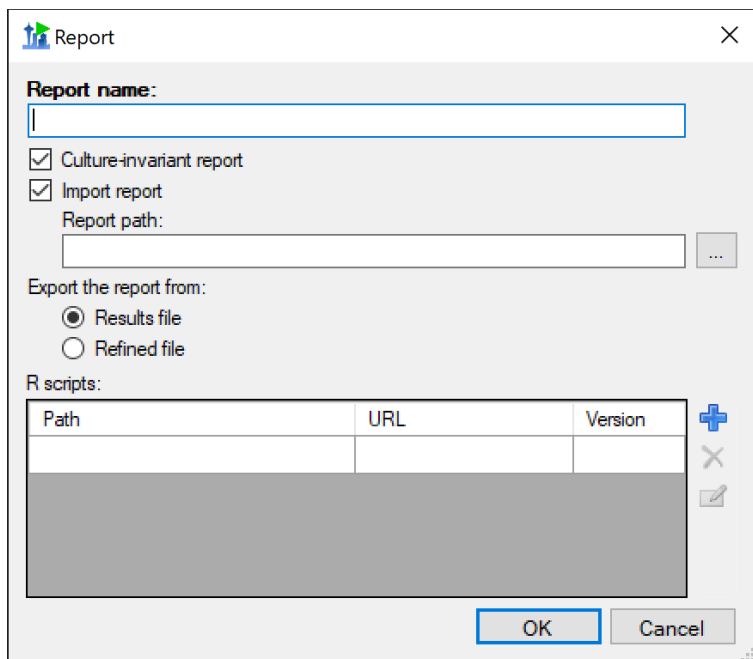 Report
Report name:
Culture-invariant report
Import report
Report path:
...
Export the report from:
Results file
Refined file
R scripts:
Path URL Version
OK Cancel